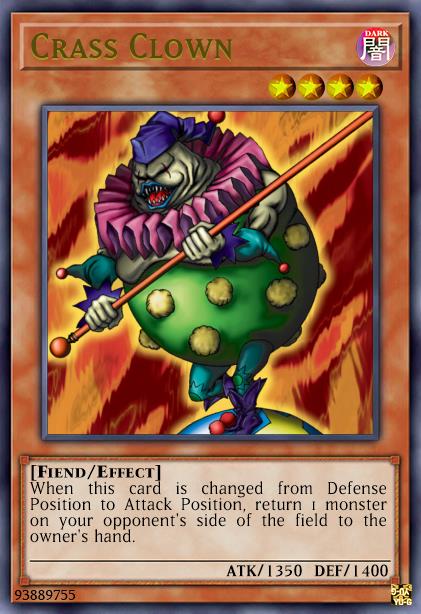 Crass Clown
DARK
闇
[Fiend/Effect]
When this card is changed from Defense
Position to Attack Position, return 1 monster
on your opponent's side of the field to the
owner's hand.
ATK/1350 DEF/1400
93889755